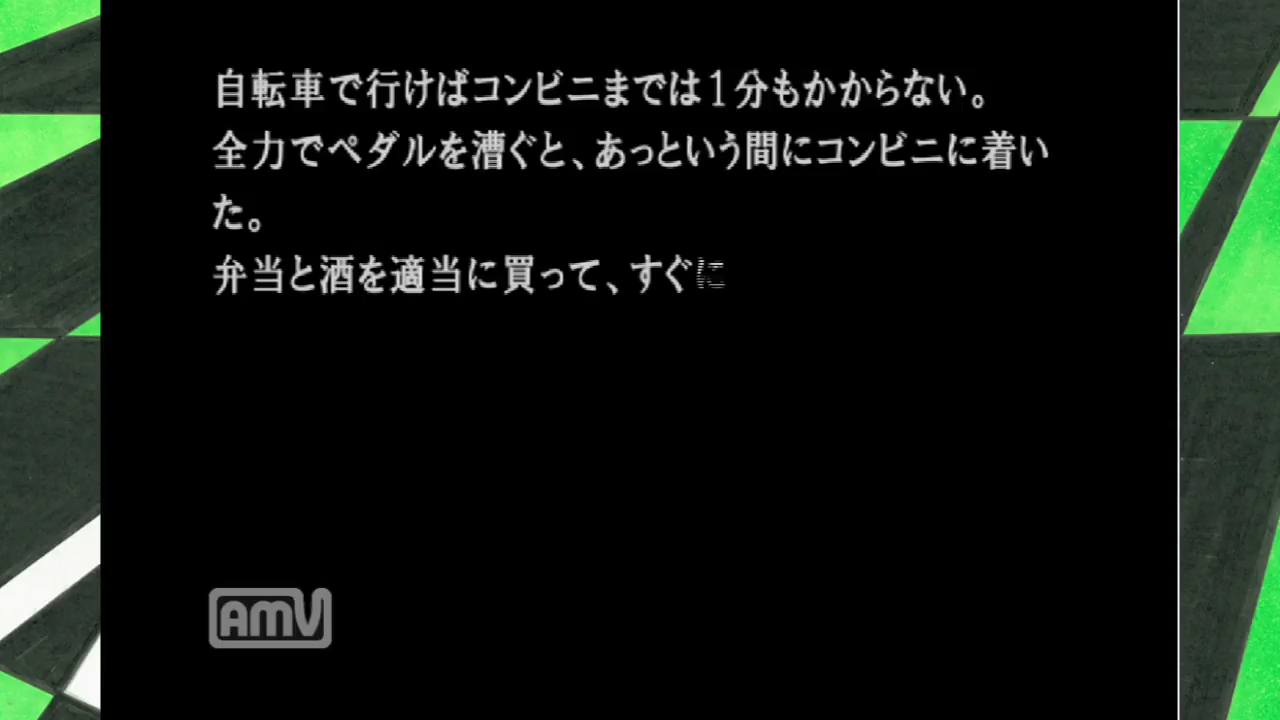 自転車で行けばコンビニまでは１分もかからない。
全力でペダルを漕ぐと、あっという間にコンビニに着い
た。
弁当と酒を適当に買って、すぐに
AMV